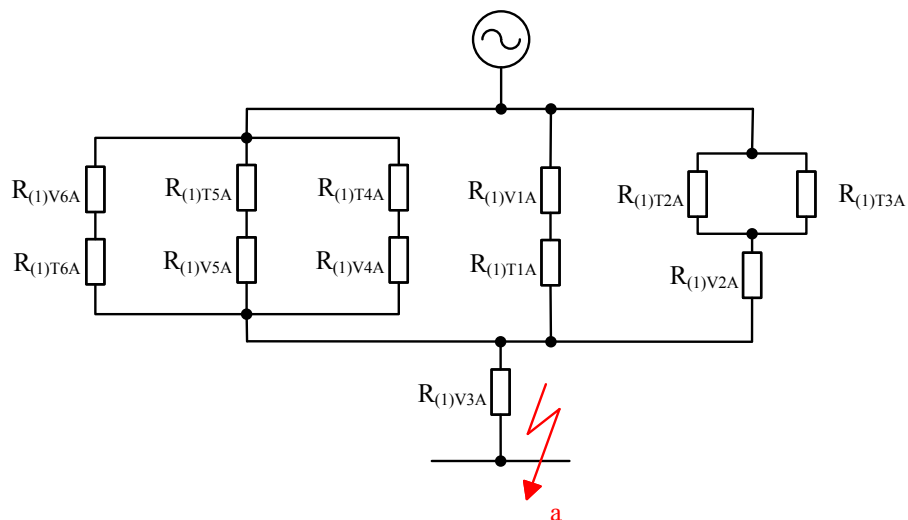 R(1)V6A
R(1)T5A
R(1)T4A
R(1)V1A
R(1)T2A
R(1)T3A
R(1)T6A
R(1)V5A
R(1)V4A
R(1)T1A
R(1)V2A
R(1)V3A
a